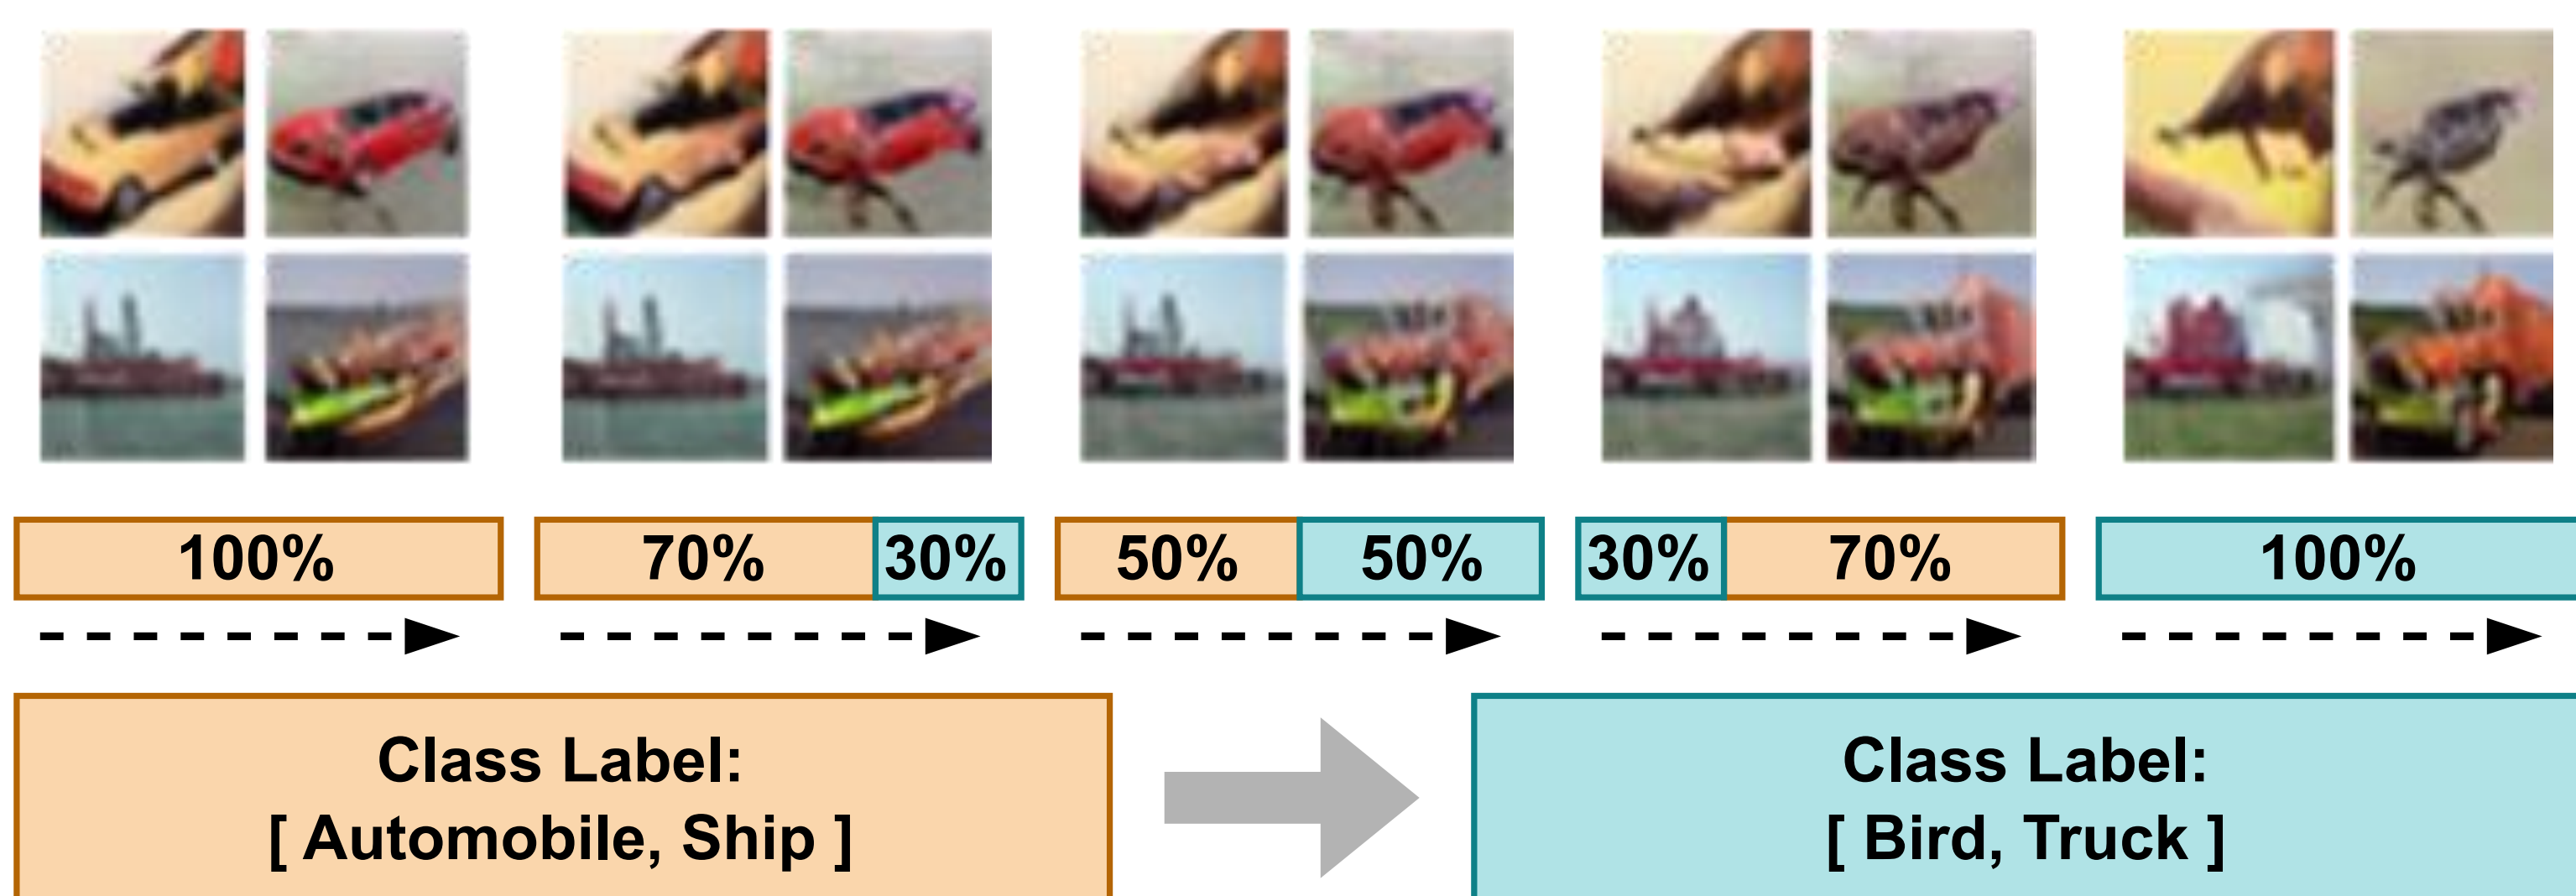 100% 70% 30% 50% 50% 30% 70% 100%
Class Label:
[ Automobile, Ship ]
Class Label:
[ Bird, Truck ]